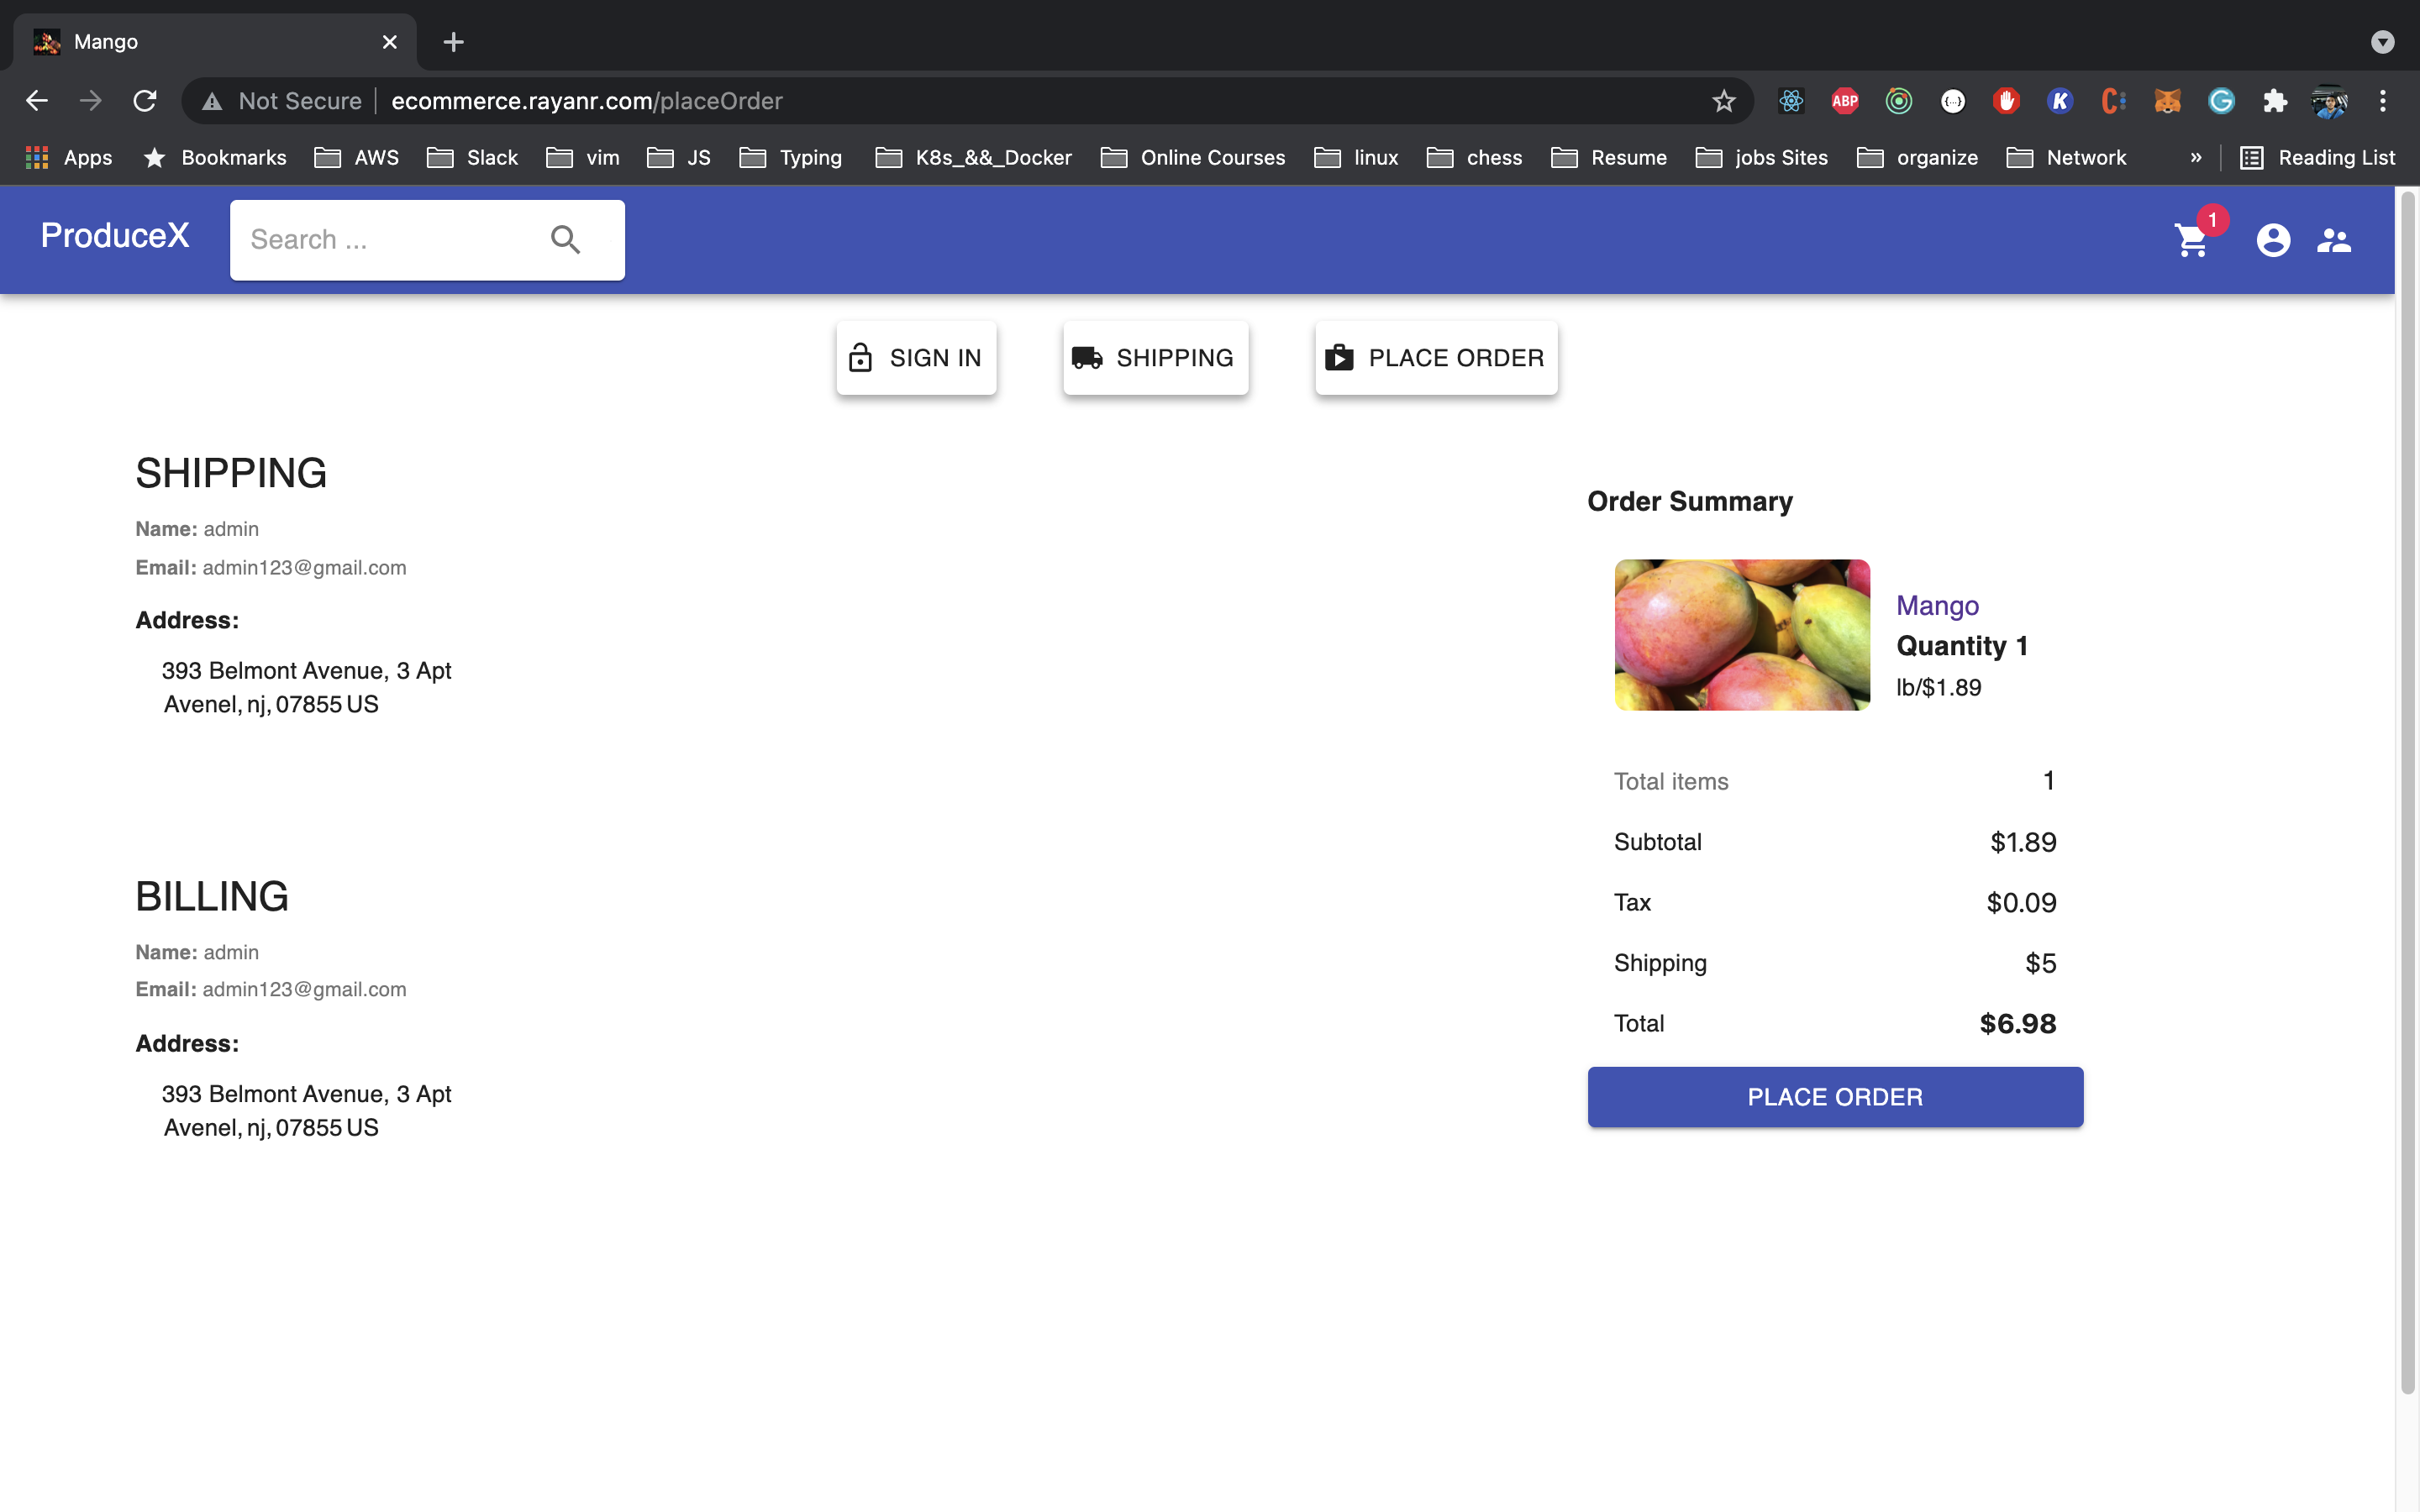 Mango
Not Secure ecommerce.rayanr.com/placeOrder
ABP
Apps Bookmarks AWS Slack vim JS Typing K8s_&&_Docker Online Courses linux chess Resume jobs Sites organize Network » Reading List
ProduceX Search ... 1
SIGN IN SHIPPING PLACE ORDER
SHIPPING
Name: admin
Email: admin123@gmail.com
Address:
393 Belmont Avenue, 3 Apt
Avenel, nj, 07855 US
BILLING
Name: admin
Email: admin123@gmail.com
Address:
393 Belmont Avenue, 3 Apt
Avenel, nj, 07855 US
Order Summary
Mango
Quantity 1
lb/$1.89
Total items 1
Subtotal $1.89
Tax $0.09
Shipping $5
Total $6.98
PLACE ORDER